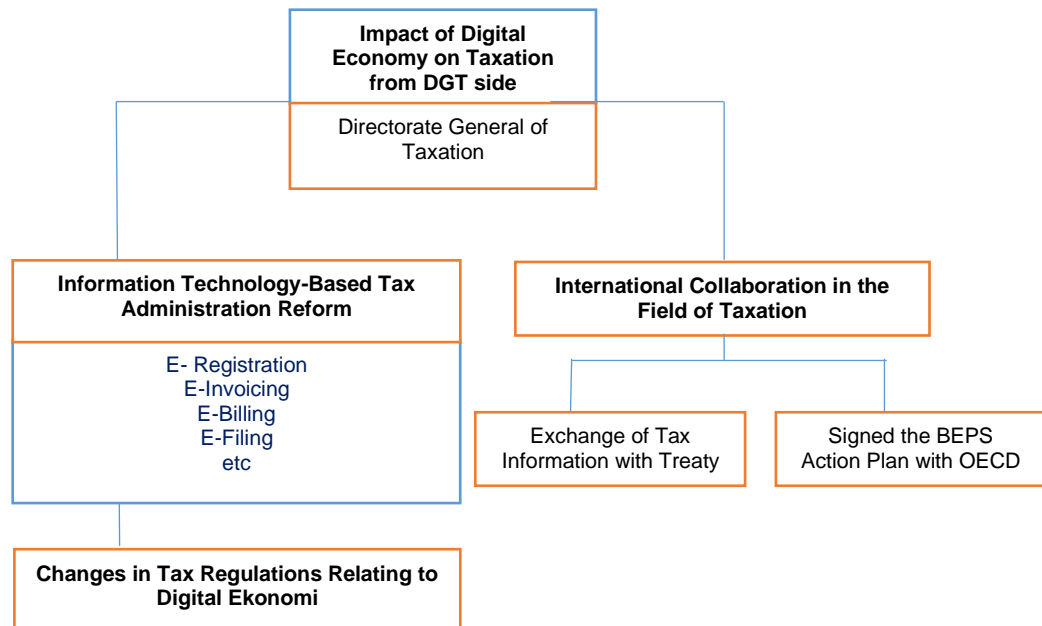 Impact of Digital
Economy on Taxation
from DGT side
Directorate General of
Taxation
Information Technology-Based Tax
Administration Reform
E- Registration
E-Invoicing
E-Billing
E-Filing
etc
International Collaboration in the
Field of Taxation
Exchange of Tax
Information with Treaty
Signed the BEPS
Action Plan with OECD
Changes in Tax Regulations Relating to
Digital Ekonomi